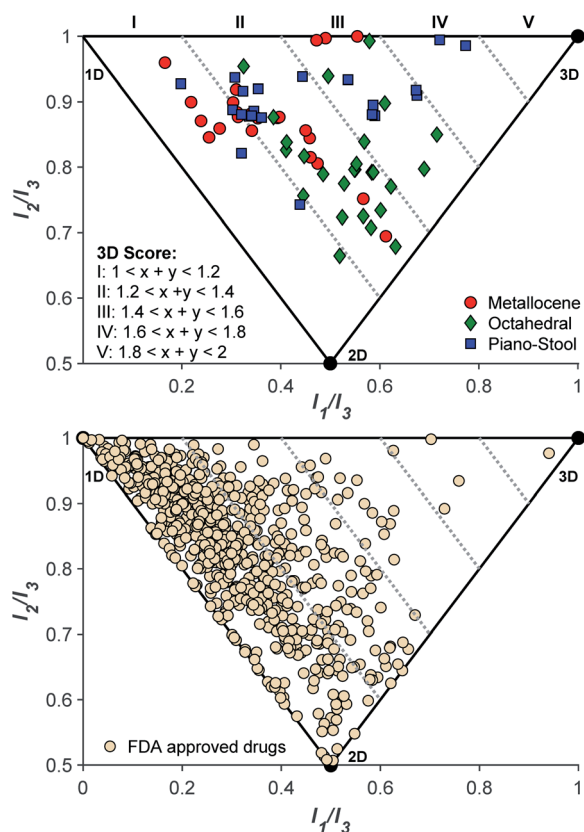 I II III IV V
1
1D 3D
0.9
0.8
I2/I3
0.7
3D Score:
I: 1 < x + y < 1.2
II: 1.2 < x +y < 1.4
III: 1.4 < x + y < 1.6
IV: 1.6 < x + y < 1.8
V: 1.8 < x + y < 2
Metallocene
Octahedral
Piano-Stool
0.6
2D
0.5
0.2 0.4 0.6 0.8 1
I1/I3
1
1D 3D
0.9
0.8
I2/I3
0.7
0.6
FDA approved drugs
2D
0.5
0 0.2 0.4 0.6 0.8 1
I1/I3